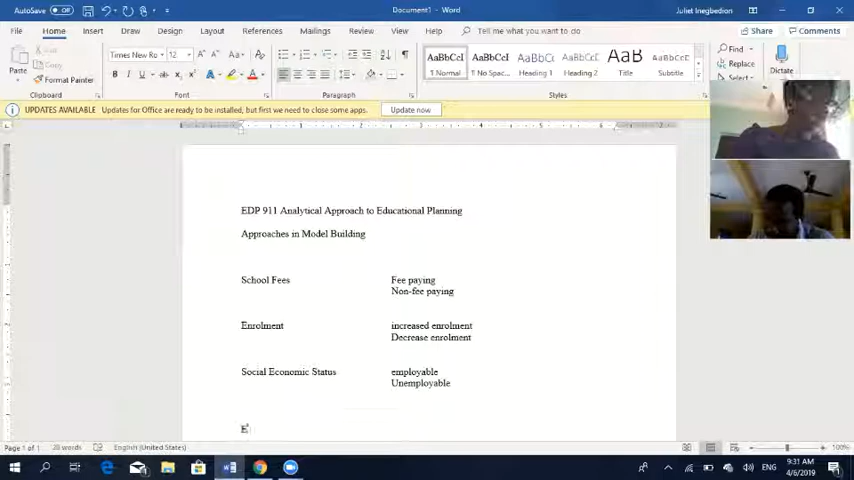 AutoSave Off Document1 - Word Juliet Inegbedion
File Home Insert Draw Design Layout References Mailings Review View Help Tell me what you want to do Share Comments
Paste Cut Copy Format Painter
Times New Ro 12
AaBbCcI AaBbCcI AaBbCc AaBbCcI AaB AaBbCcI
1 Normal 1 No Spac... Heading 1 Heading 2 Title Subtitle
Find Replace Select Dictate
Clipboard Font Paragraph Styles
UPDATES AVAILABLE Updates for Office are ready to be installed, but first we need to close some apps. Update now
EDP 911 Analytical Approach to Educational Planning
Approaches in Model Building
School Fees Fee paying
Non-fee paying
Enrolment increased enrolment
Decrease enrolment
Social Economic Status employable
Unemployable
E
Page 1 of 1 English (United States) 100%
ENG 9:31 AM
4/6/2019